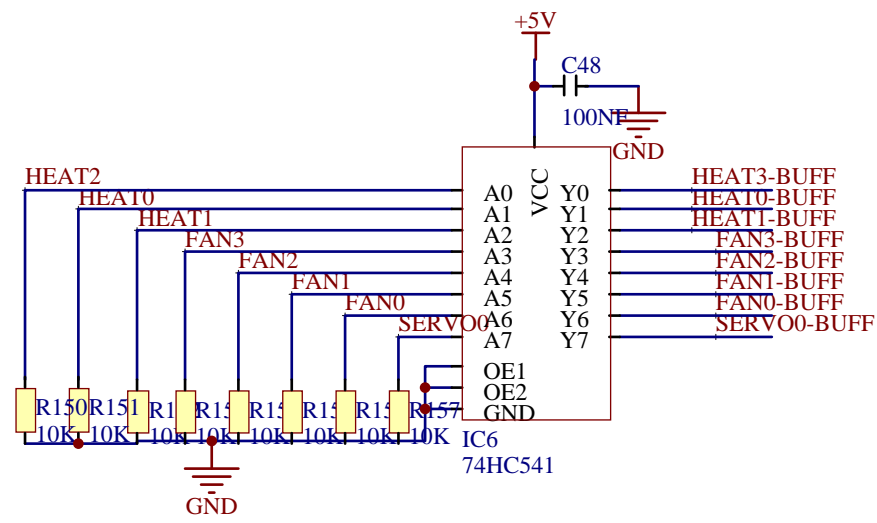 +5V
C48
100NF
GND
HEAT2
HEAT0
HEAT1
FAN3
FAN2
FAN1
FAN0
SERVO0
VCC
A0 Y0
A1 Y1
A2 Y2
A3 Y3
A4 Y4
A5 Y5
A6 Y6
A7 Y7
OE1
OE2
GND
HEAT3-BUFF
HEAT0-BUFF
HEAT1-BUFF
FAN3-BUFF
FAN2-BUFF
FAN1-BUFF
FAN0-BUFF
SERVO0-BUFF
R150
10K
R151
10K
10K
10K
10K
10K
10K
R157
10K
IC6
74HC541
GND